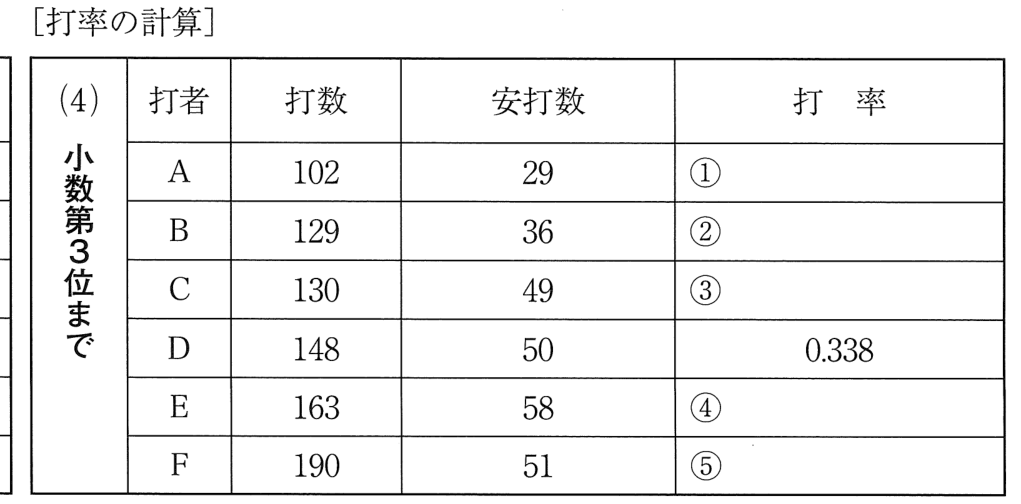 [打率の計算]
(4) 小数第3位まで
打者 打数 安打数 打 率
A 102 29 ①
B 129 36 ②
C 130 49 ③
D 148 50 0.338
E 163 58 ④
F 190 51 ⑤